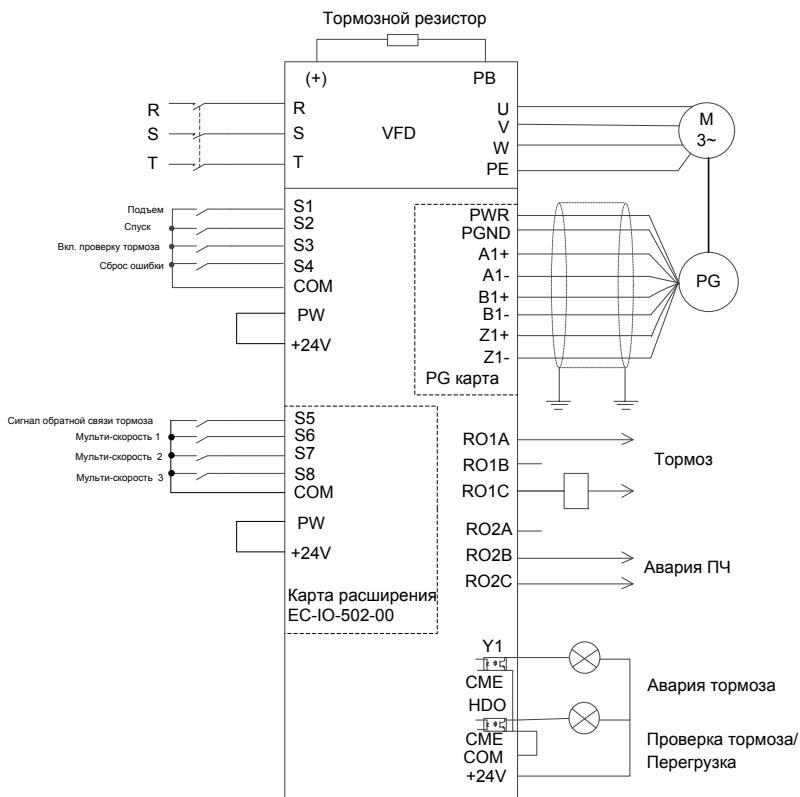 Тормозной резистор
(+)
PB
R
S
T
R
S
T
VFD
U
V
W
PE
M
3~
Подъем
Спуск
Вкл. проверку тормоза
Сброс ошибки
S1
S2
S3
S4
COM
PW
+24V
PWR
PGND
A1+
A1-
B1+
B1-
Z1+
Z1-
PG карта
PG
Сигнал обратной связи тормоза
Мульти-скорость 1
Мульти-скорость 2
Мульти-скорость 3
S5
S6
S7
S8
COM
PW
+24V
Карта расширения
EC-IO-502-00
RO1A
RO1B
RO1C
Тормоз
RO2A
RO2B
RO2C
Авария ПЧ
Y1
CME
HDO
CME
COM
+24V
Авария тормоза
Проверка тормоза/
Перегрузка